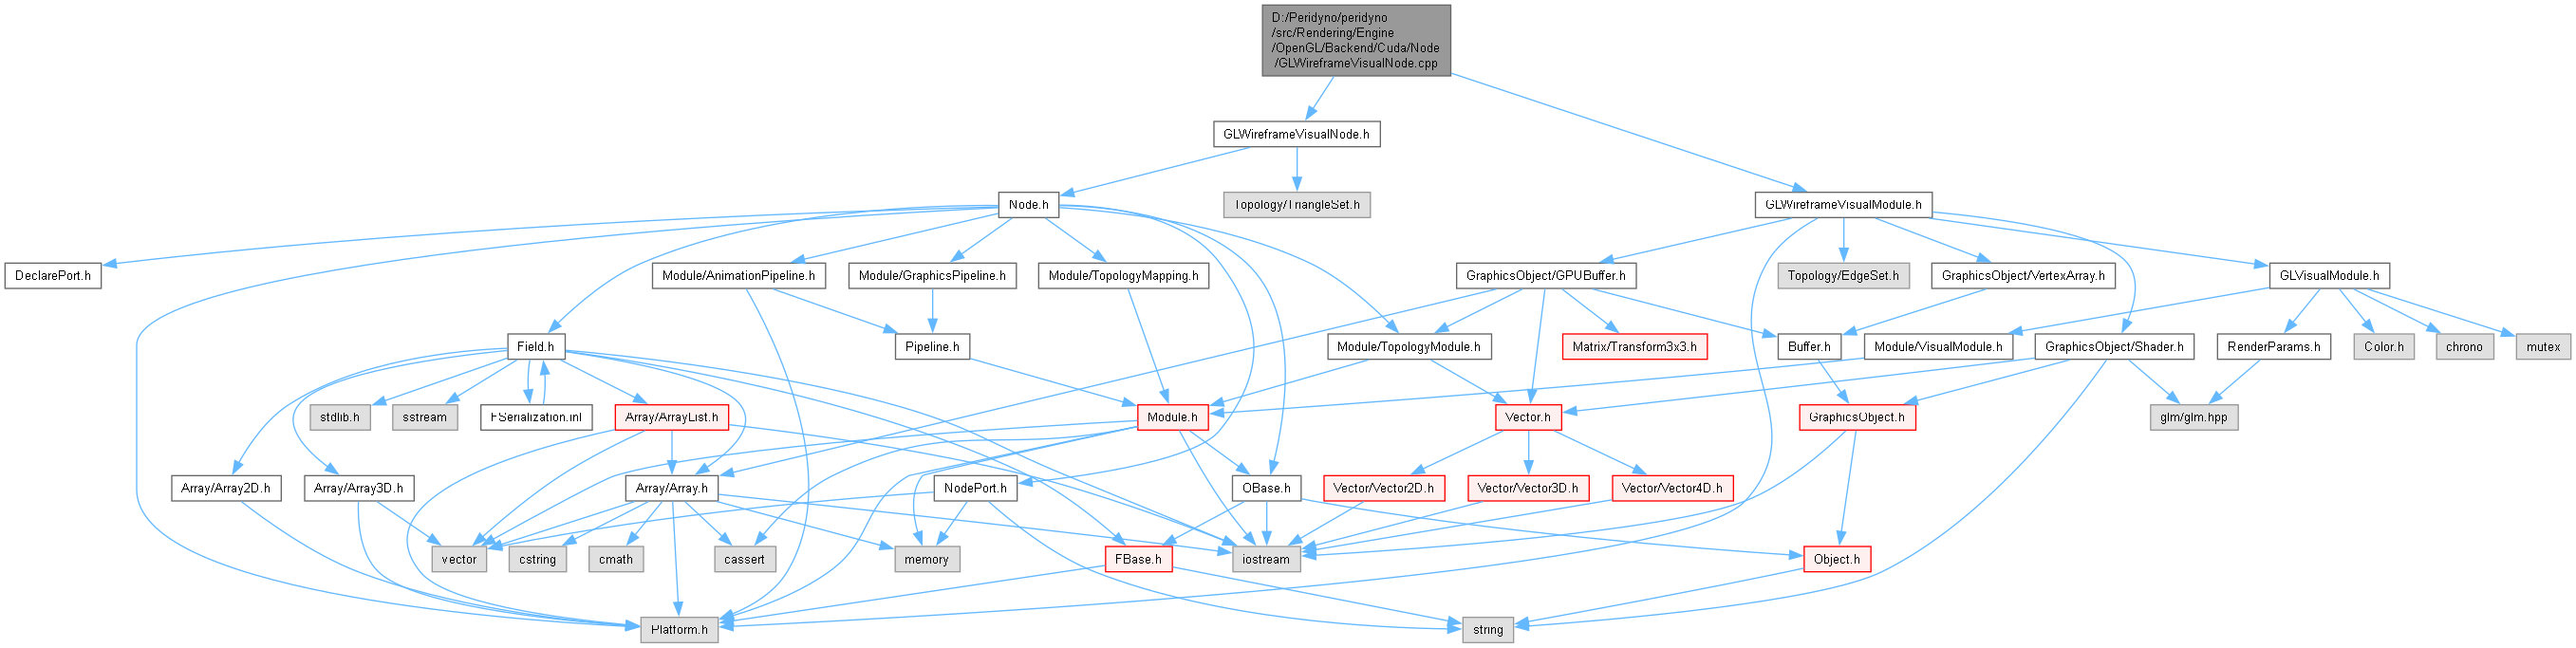 D:/Peridyno/peridyno
/src/Rendering/Engine
/OpenGL/Backend/Cuda/Node
/GLWireframeVisualNode.cpp
GLWireframeVisualNode.h
Node.h
Topology/TriangleSet.h
GLWireframeVisualModule.h
DeclarePort.h
Module/AnimationPipeline.h
Module/GraphicsPipeline.h
Module/TopologyMapping.h
GraphicsObject/GPUBuffer.h
Topology/EdgeSet.h
GraphicsObject/VertexArray.h
GLVisualModule.h
Field.h
Pipeline.h
Module/TopologyModule.h
Matrix/Transform3x3.h
Buffer.h
Module/VisualModule.h
GraphicsObject/Shader.h
RenderParams.h
Color.h
chrono
mutex
stdlib.h
sstream
FSerialization.inl
Array/ArrayList.h
Module.h
Vector.h
GraphicsObject.h
glm/glm.hpp
Array/Array2D.h
Array/Array3D.h
Array/Array.h
NodePort.h
OBase.h
Vector/Vector2D.h
Vector/Vector3D.h
Vector/Vector4D.h
vector
cstring
cmath
cassert
memory
FBase.h
iostream
Object.h
Platform.h
string